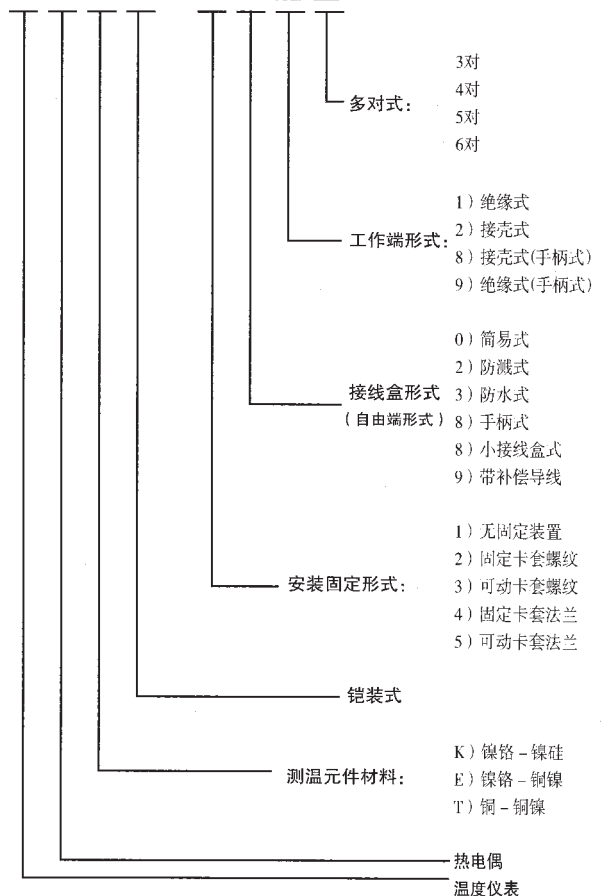 3对
4对
多对式：
5对
6对
1）绝缘式
2）接壳式
工作端形式：
8）接壳式(手柄式)
9）绝缘式(手柄式)
0）简易式
2）防溅式
接线盒形式
3）防水式
（自由端形式）
8）手柄式
8）小接线盒式
9）带补偿导线
1）无固定装置
2）固定卡套螺纹
安装固定形式：
3）可动卡套螺纹
4）固定卡套法兰
5）可动卡套法兰
铠装式
K）镍铬－镍硅
测温元件材料：
E）镍铬－铜镍
T）铜－铜镍
热电偶
温度仪表